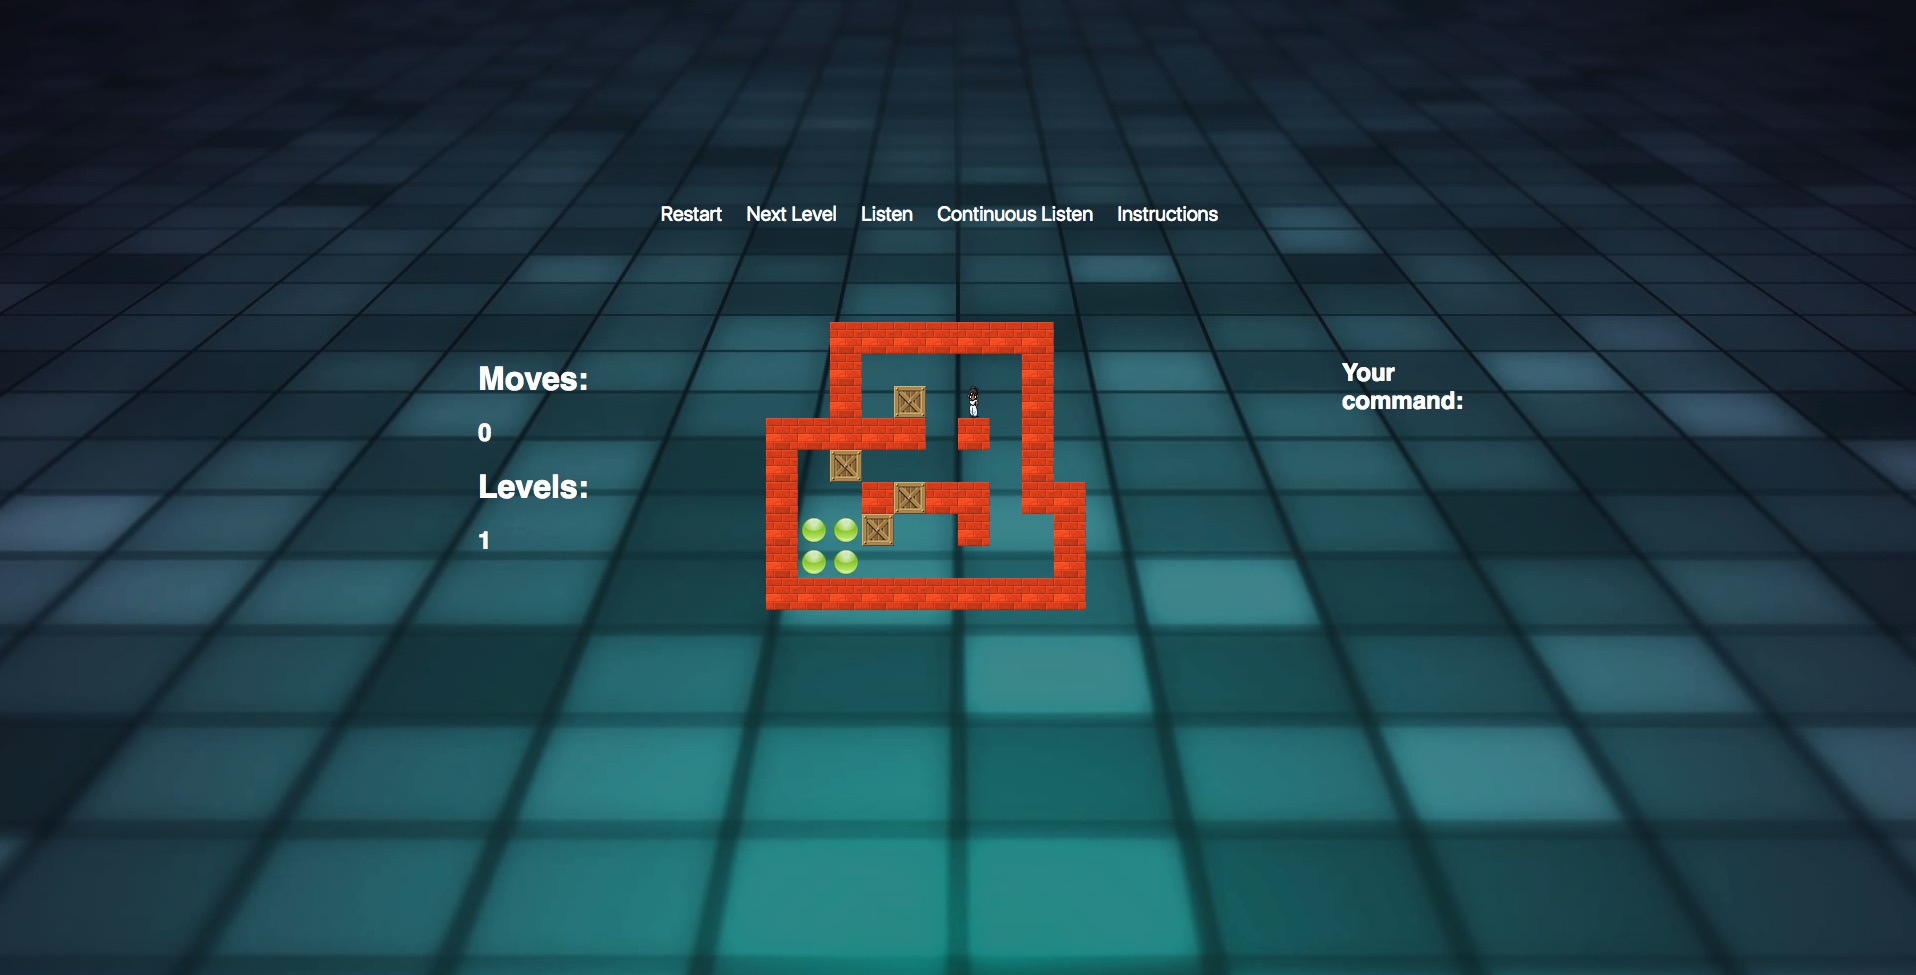 Restart Next Level Listen Continuous Listen Instructions
Moves:
0
Levels:
1
Your
command: